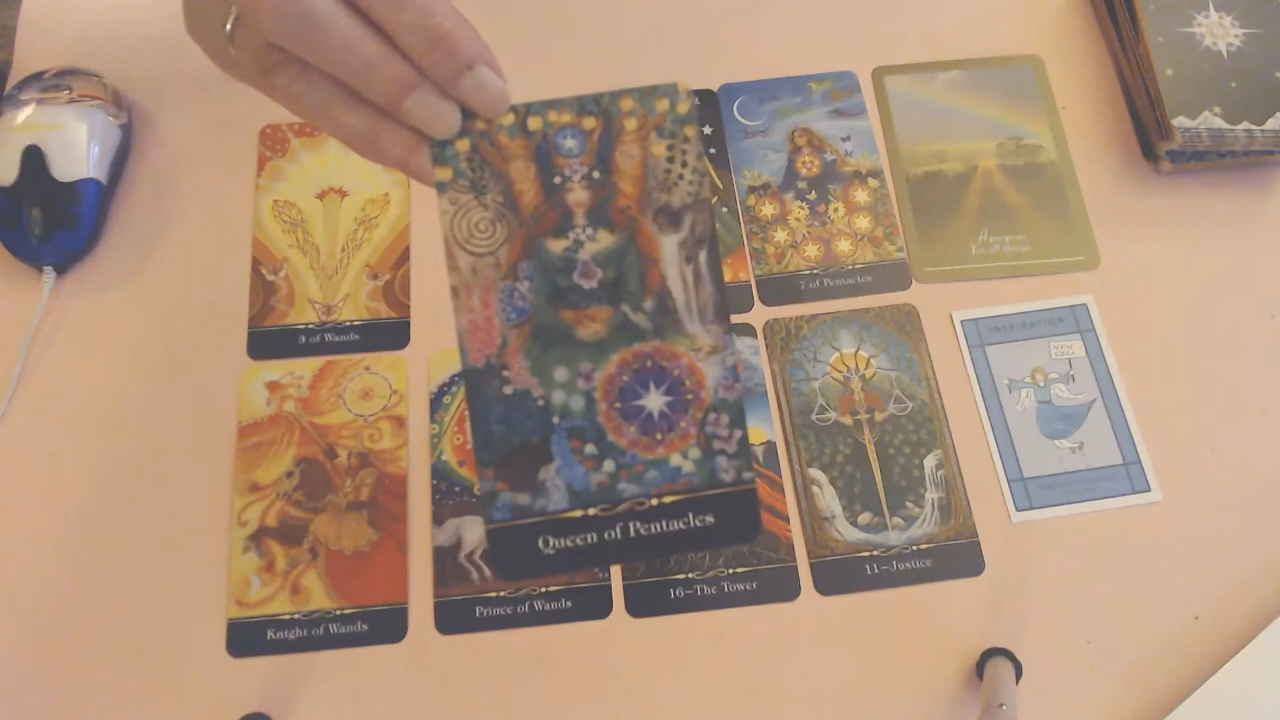 3 of Wands
7 of Pentacles
A purpose
for all things
INSPIRATION
NEW
IDEA
Queen of Pentacles
11~Justice
16~The Tower
Prince of Wands
Knight of Wands